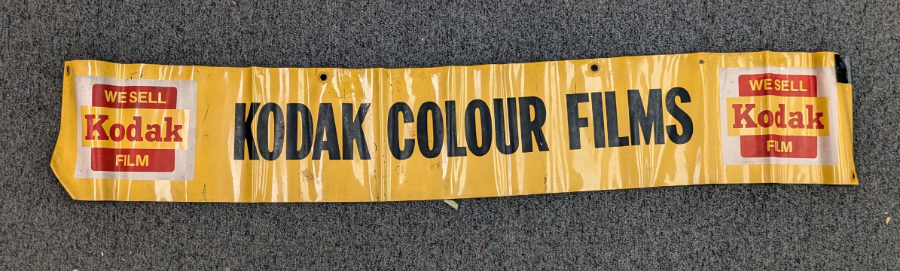 WE SELL
Kodak
FILM
KODAK COLOUR FILMS
WE SELL
Kodak
FILM